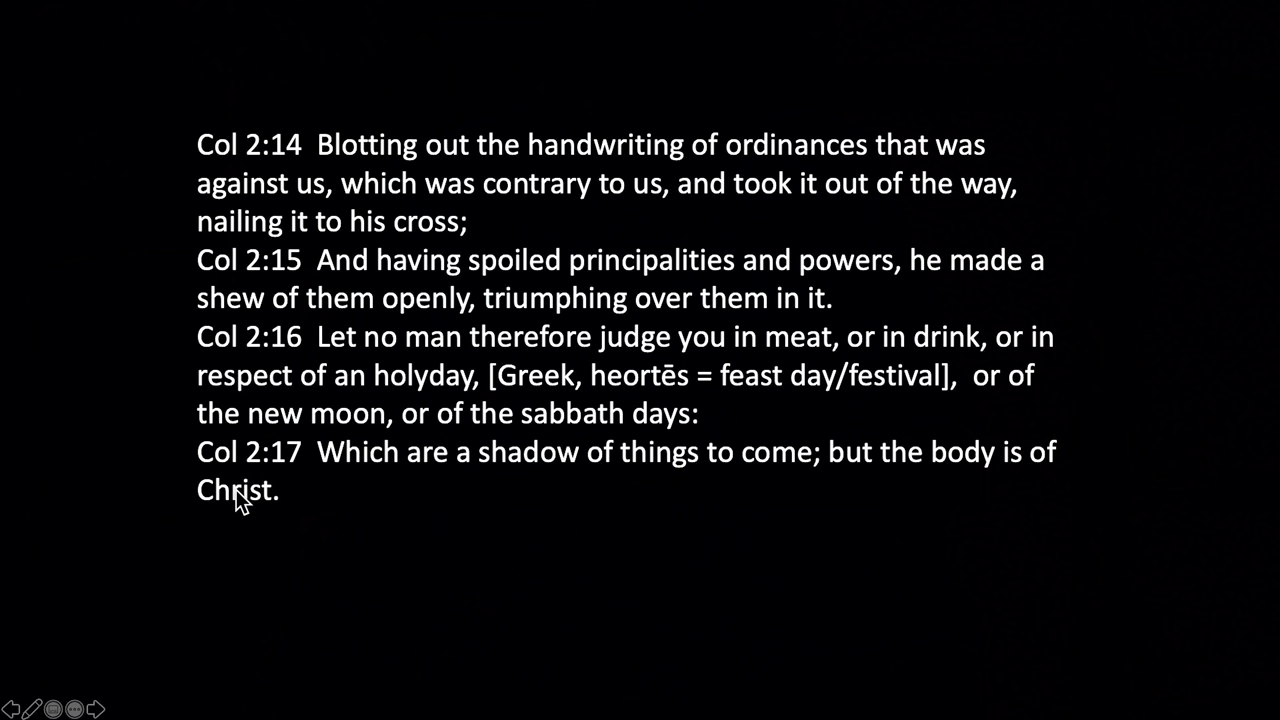 Col 2:14  Blotting out the handwriting of ordinances that was
against us, which was contrary to us, and took it out of the way,
nailing it to his cross;
Col 2:15  And having spoiled principalities and powers, he made a
shew of them openly, triumphing over them in it.
Col 2:16  Let no man therefore judge you in meat, or in drink, or in
respect of an holyday, [Greek, heortēs = feast day/festival],  or of
the new moon, or of the sabbath days:
Col 2:17  Which are a shadow of things to come; but the body is of
Christ.